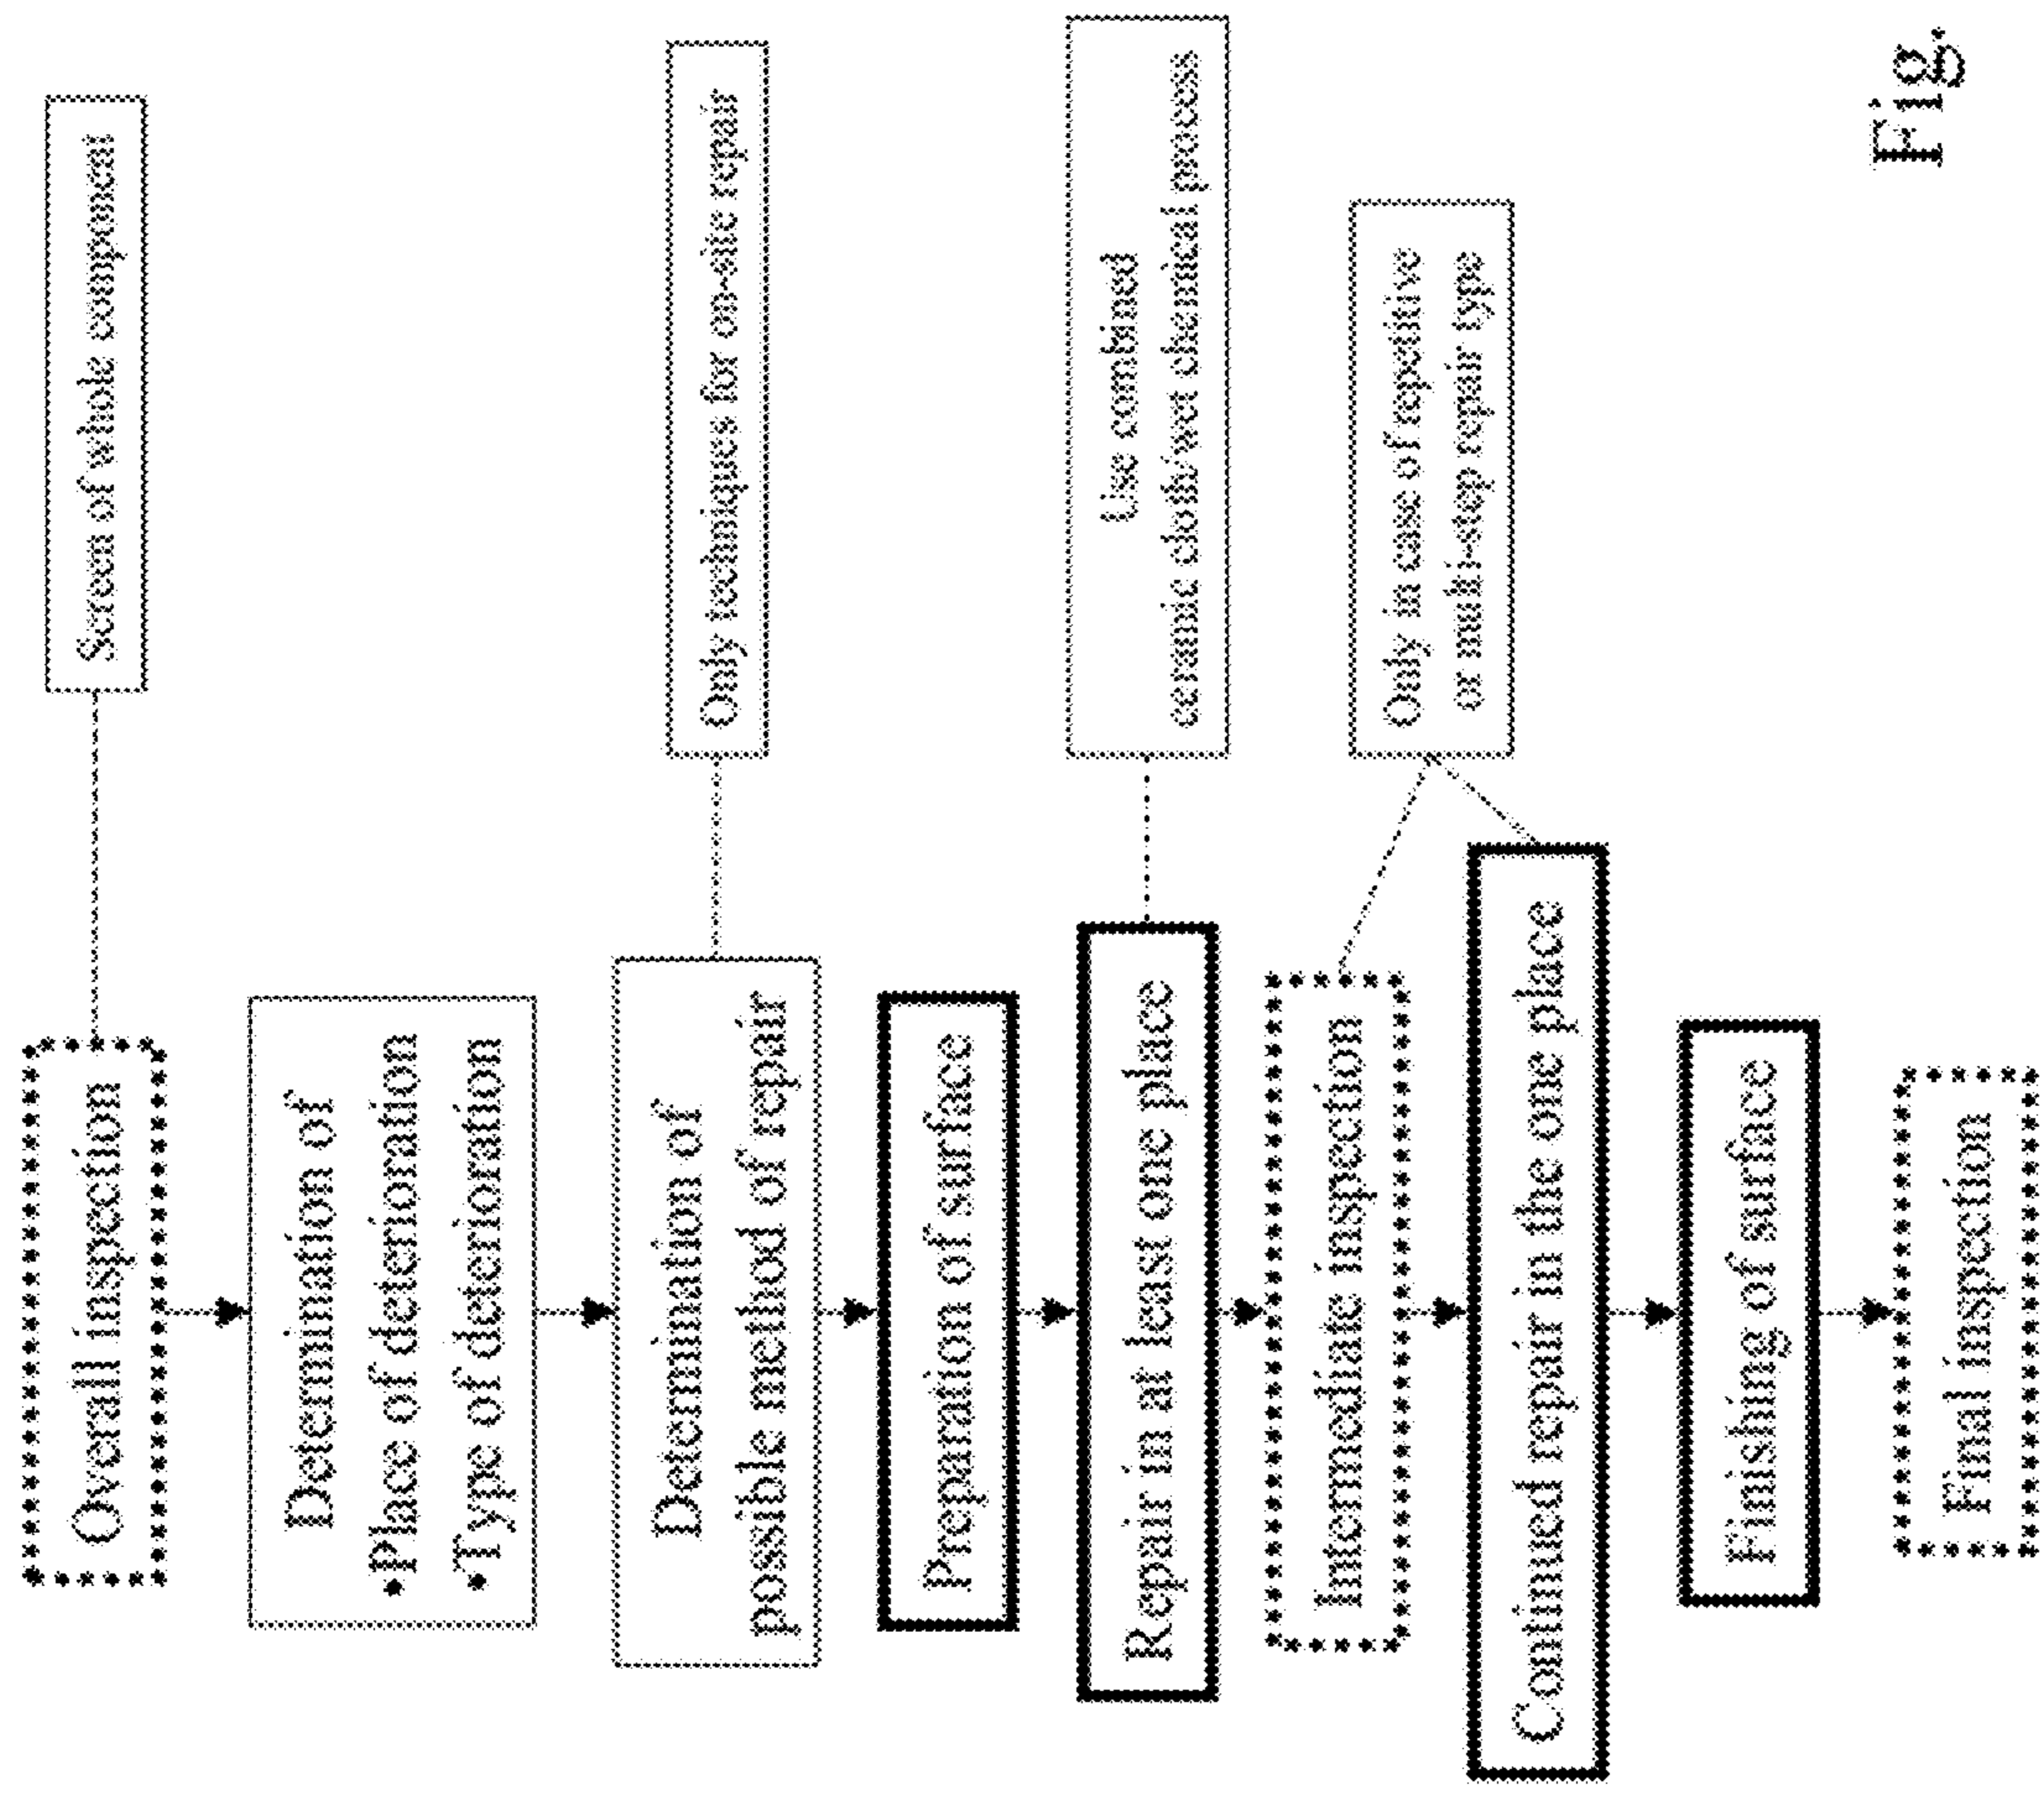 Overall inspection
Screen of whole component
Determination of
•Place of deterioration
•Type of deterioration
Determination of
possible method of repair
Only techniques for on-site repair
Preparation of surface
Repair in at least one place
Use combined
ceramic cloth/wet chemical process
Intermediate inspection
Only in case of repetitive
or multi-step repair type
Continued repair in the one place
Finishing of surface
Final inspection
Fig.